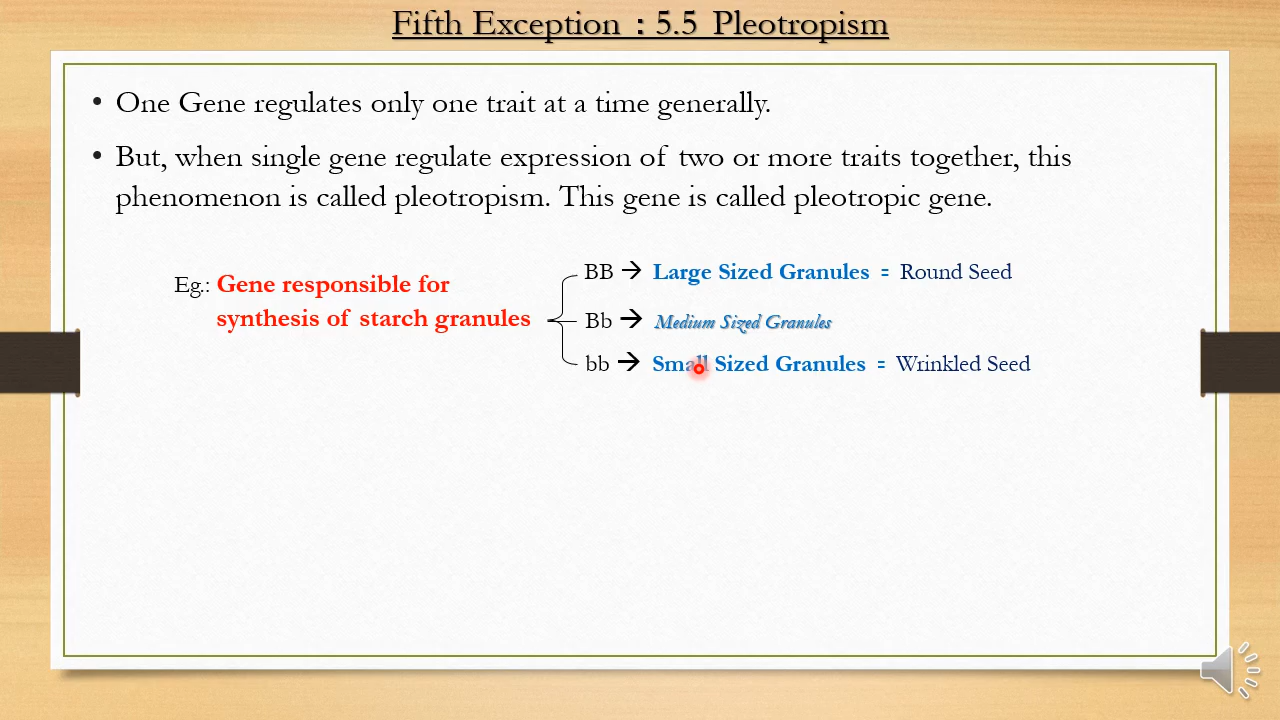 Fifth Exception : 5.5 Pleotropism
• One Gene regulates only one trait at a time generally.
• But, when single gene regulate expression of two or more traits together, this
phenomenon is called pleotropism. This gene is called pleotropic gene.
Eg.: Gene responsible for
synthesis of starch granules
BB → Large Sized Granules = Round Seed
Bb → Medium Sized Granules
bb → Small Sized Granules = Wrinkled Seed